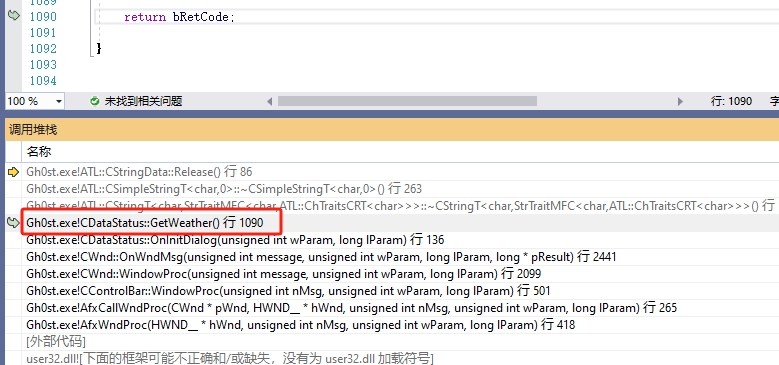 1089
1090 return bRetCode;
1091
1092 }
1093
1094
100 % 未找到相关问题 行: 1090
调用堆栈
名称
Gh0st.exe!ATL::CStringData::Release() 行 86
Gh0st.exe!ATL::CSimpleStringT<char,0>::~CSimpleStringT<char,0>() 行 263
Gh0st.exe!ATL::CStringT<char,StrTraitMFC<char,ATL::ChTraitsCRT<char>>>::~CStringT<char,StrTraitMFC<char,ATL::ChTraitsCRT<char>>>() 行
Gh0st.exe!CDataStatus::GetWeather() 行 1090
Gh0st.exe!CDataStatus::OnInitDialog(unsigned int wParam, long lParam) 行 136
Gh0st.exe!CWnd::OnWndMsg(unsigned int message, unsigned int wParam, long lParam, long * pResult) 行 2441
Gh0st.exe!CWnd::WindowProc(unsigned int message, unsigned int wParam, long lParam) 行 2099
Gh0st.exe!CControlBar::WindowProc(unsigned int nMsg, unsigned int wParam, long lParam) 行 501
Gh0st.exe!AfxCallWndProc(CWnd * pWnd, HWND__ * hWnd, unsigned int nMsg, unsigned int wParam, long lParam) 行 265
Gh0st.exe!AfxWndProc(HWND__ * hWnd, unsigned int nMsg, unsigned int wParam, long lParam) 行 418
[外部代码]
user32.dll![下面的框架可能不正确和/或缺失，没有为 user32.dll 加载符号]